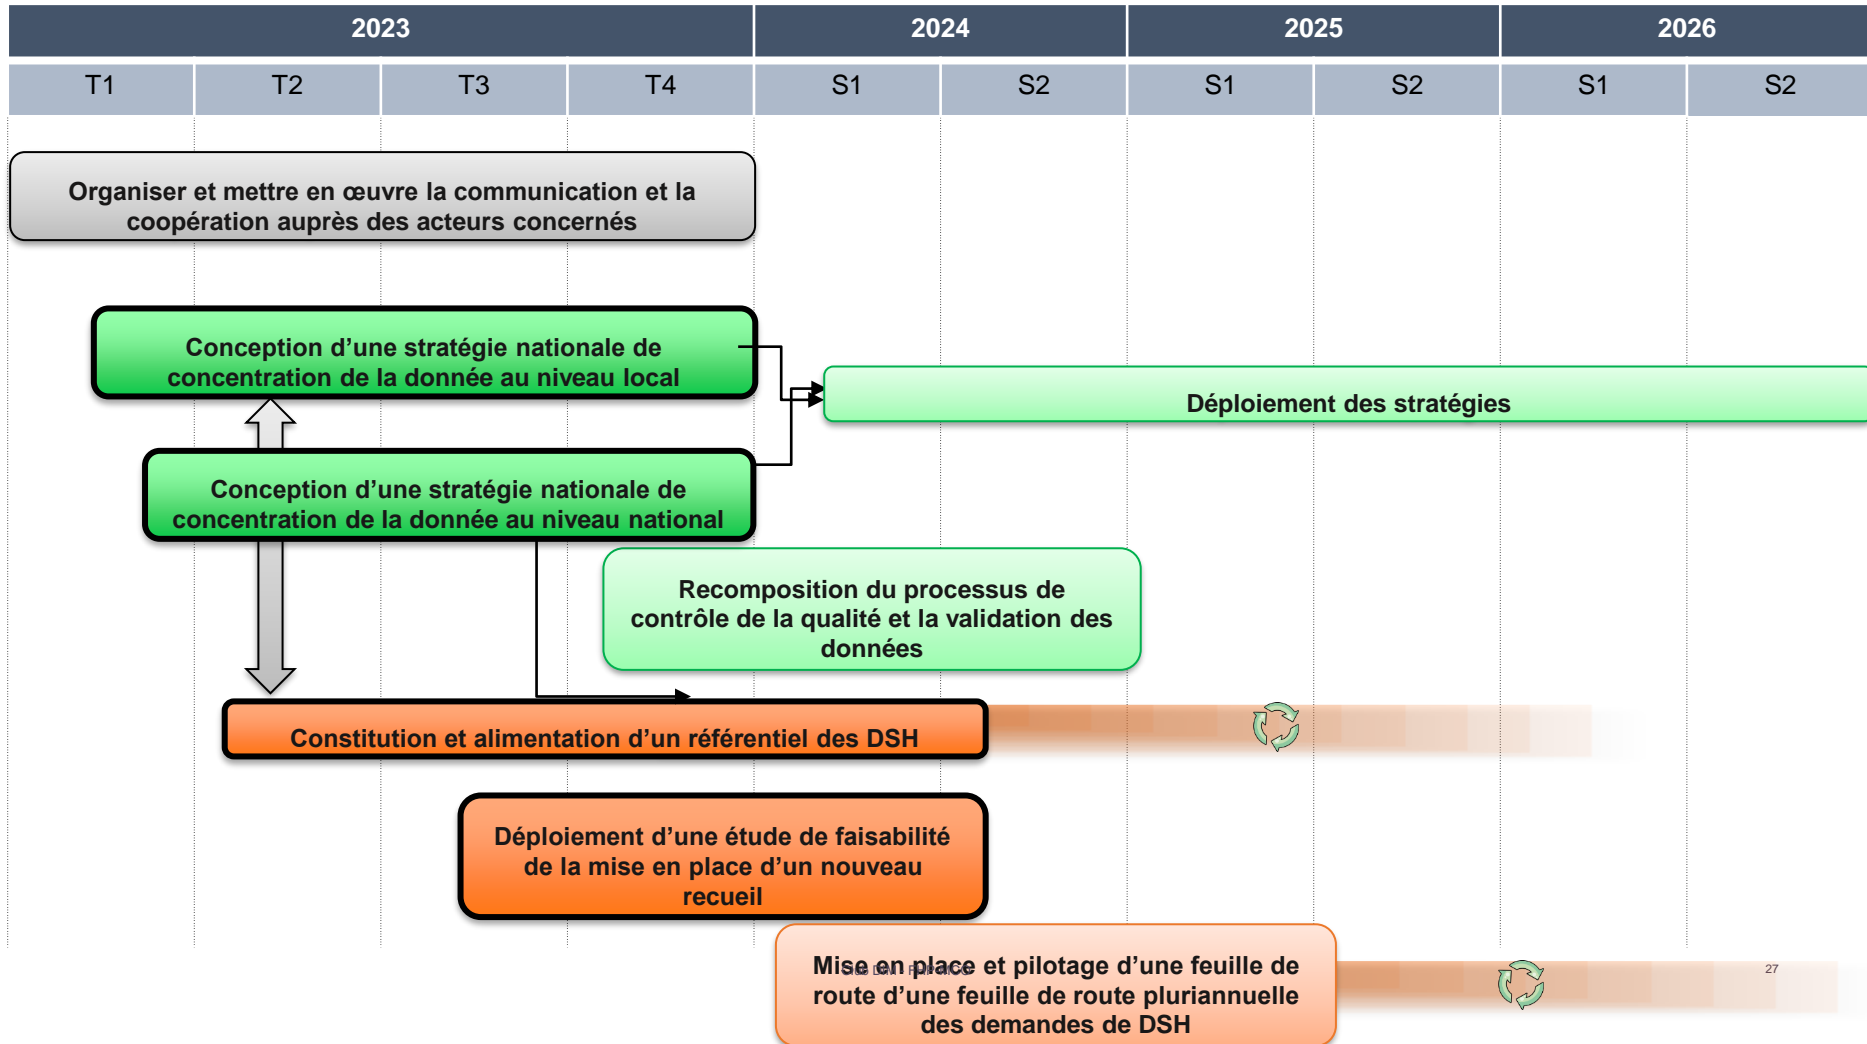 2023 2024 2025 2026
T1 T2 T3 T4 S1 S2 S1 S2 S1 S2
Organiser et mettre en œuvre la communication et la
coopération auprès des acteurs concernés
Conception d’une stratégie nationale de
concentration de la donnée au niveau local
Déploiement des stratégies
Conception d’une stratégie nationale de
concentration de la donnée au niveau national
Recomposition du processus de
contrôle de la qualité et la validation des
données
Constitution et alimentation d’un référentiel des DSH
Déploiement d’une étude de faisabilité
de la mise en place d’un nouveau
recueil
Mise en place et pilotage d’une feuille de
route d’une feuille de route pluriannuelle
des demandes de DSH
Club DIM
27